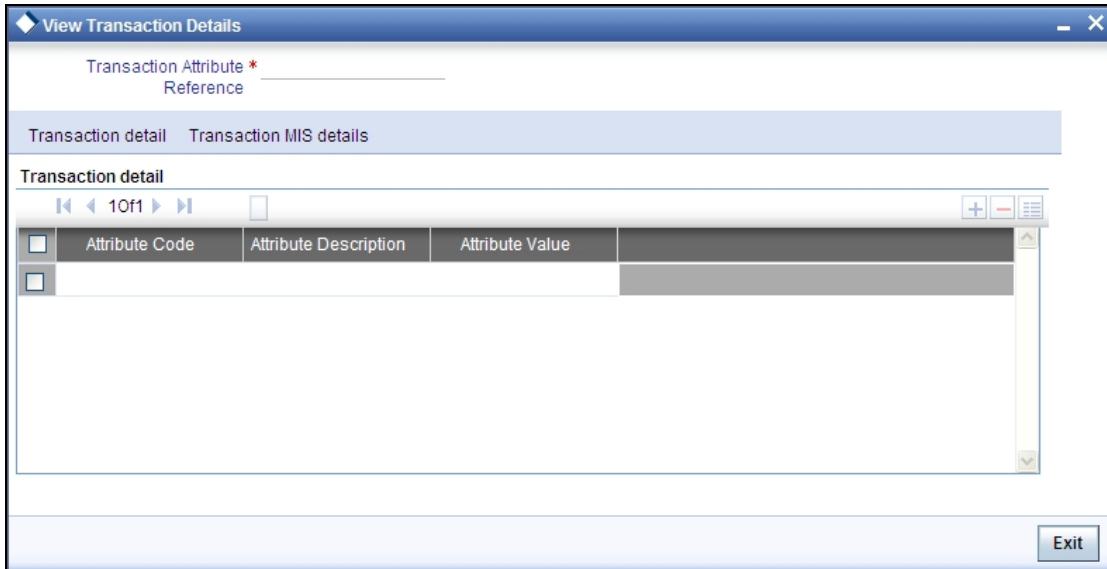 View Transaction Details
Transaction Attribute *
Reference
Transaction detail Transaction MIS details
Transaction detail
1Of1
Attribute Code Attribute Description Attribute Value
Exit